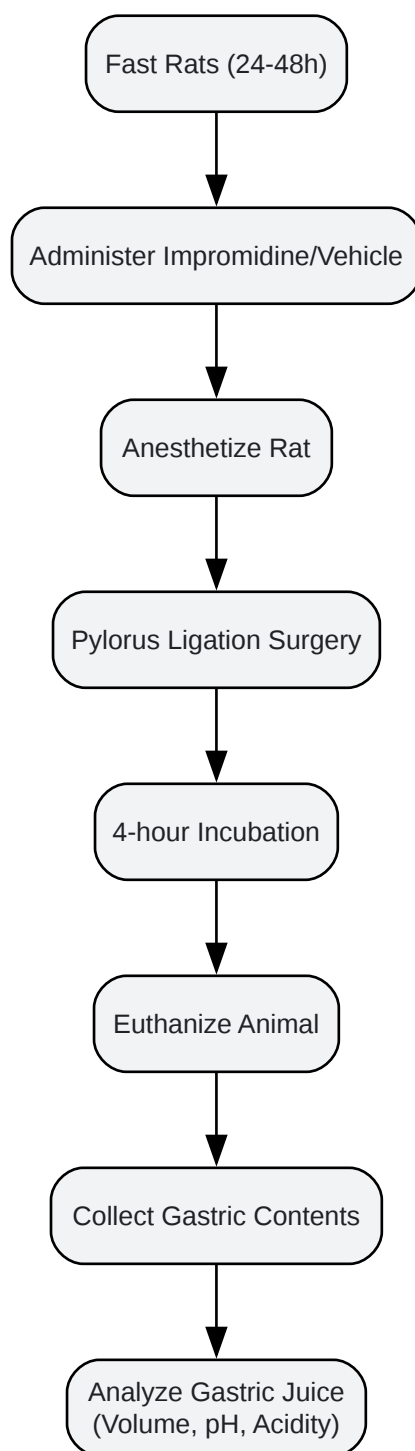 Fast Rats (24-48h)
Administer Impromidine/Vehicle
Anesthetize Rat
Pylorus Ligation Surgery
4-hour Incubation
Euthanize Animal
Collect Gastric Contents
Analyze Gastric Juice
(Volume, pH, Acidity)